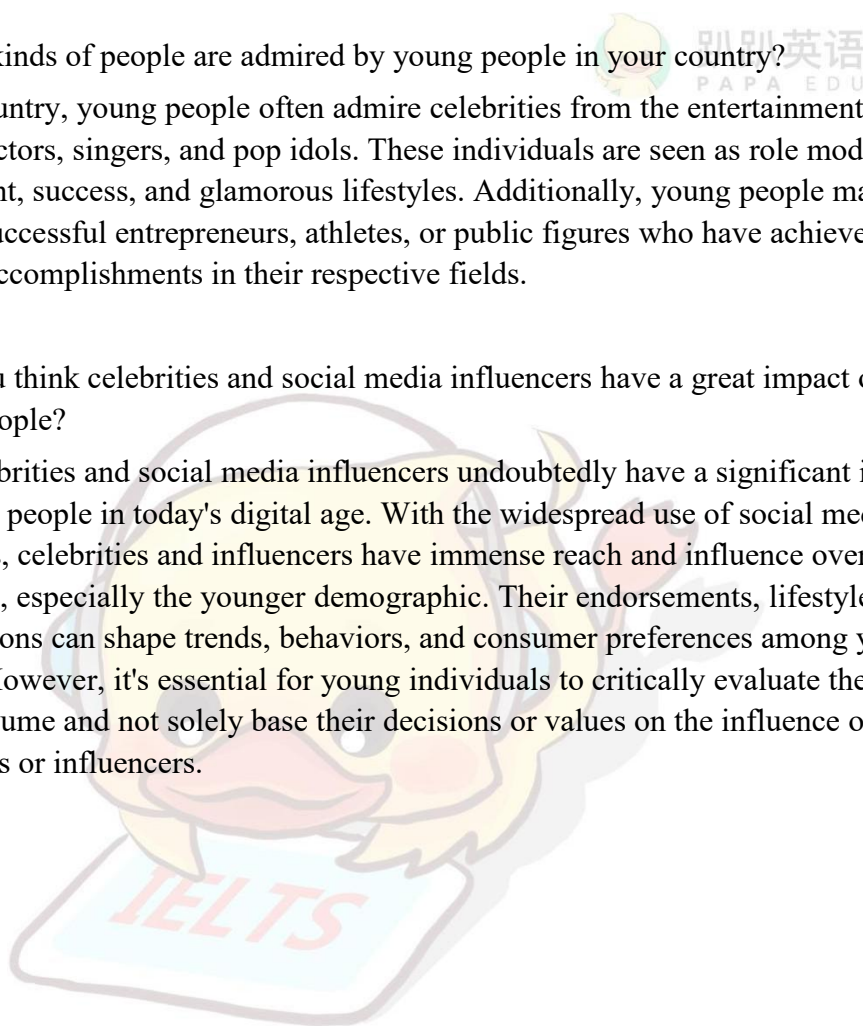 趴趴英语
PAPA EDU
kinds of people are admired by young people in your country?
untry, young people often admire celebrities from the entertainment
ctors, singers, and pop idols. These individuals are seen as role mod
nt, success, and glamorous lifestyles. Additionally, young people ma
uccessful entrepreneurs, athletes, or public figures who have achieve
ccomplishments in their respective fields.
u think celebrities and social media influencers have a great impact o
ople?
brities and social media influencers undoubtedly have a significant i
people in today's digital age. With the widespread use of social med
, celebrities and influencers have immense reach and influence over
, especially the younger demographic. Their endorsements, lifestyle
ons can shape trends, behaviors, and consumer preferences among y
However, it's essential for young individuals to critically evaluate the
ume and not solely base their decisions or values on the influence o
s or influencers.
IELTS